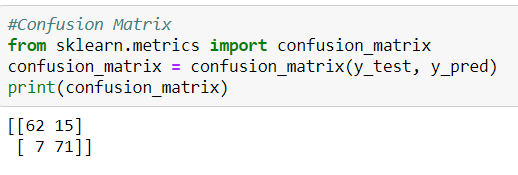 #Confusion Matrix
from sklearn.metrics import confusion_matrix
confusion_matrix = confusion_matrix(y_test, y_pred)
print(confusion_matrix)
[[62 15]
 [ 7 71]]